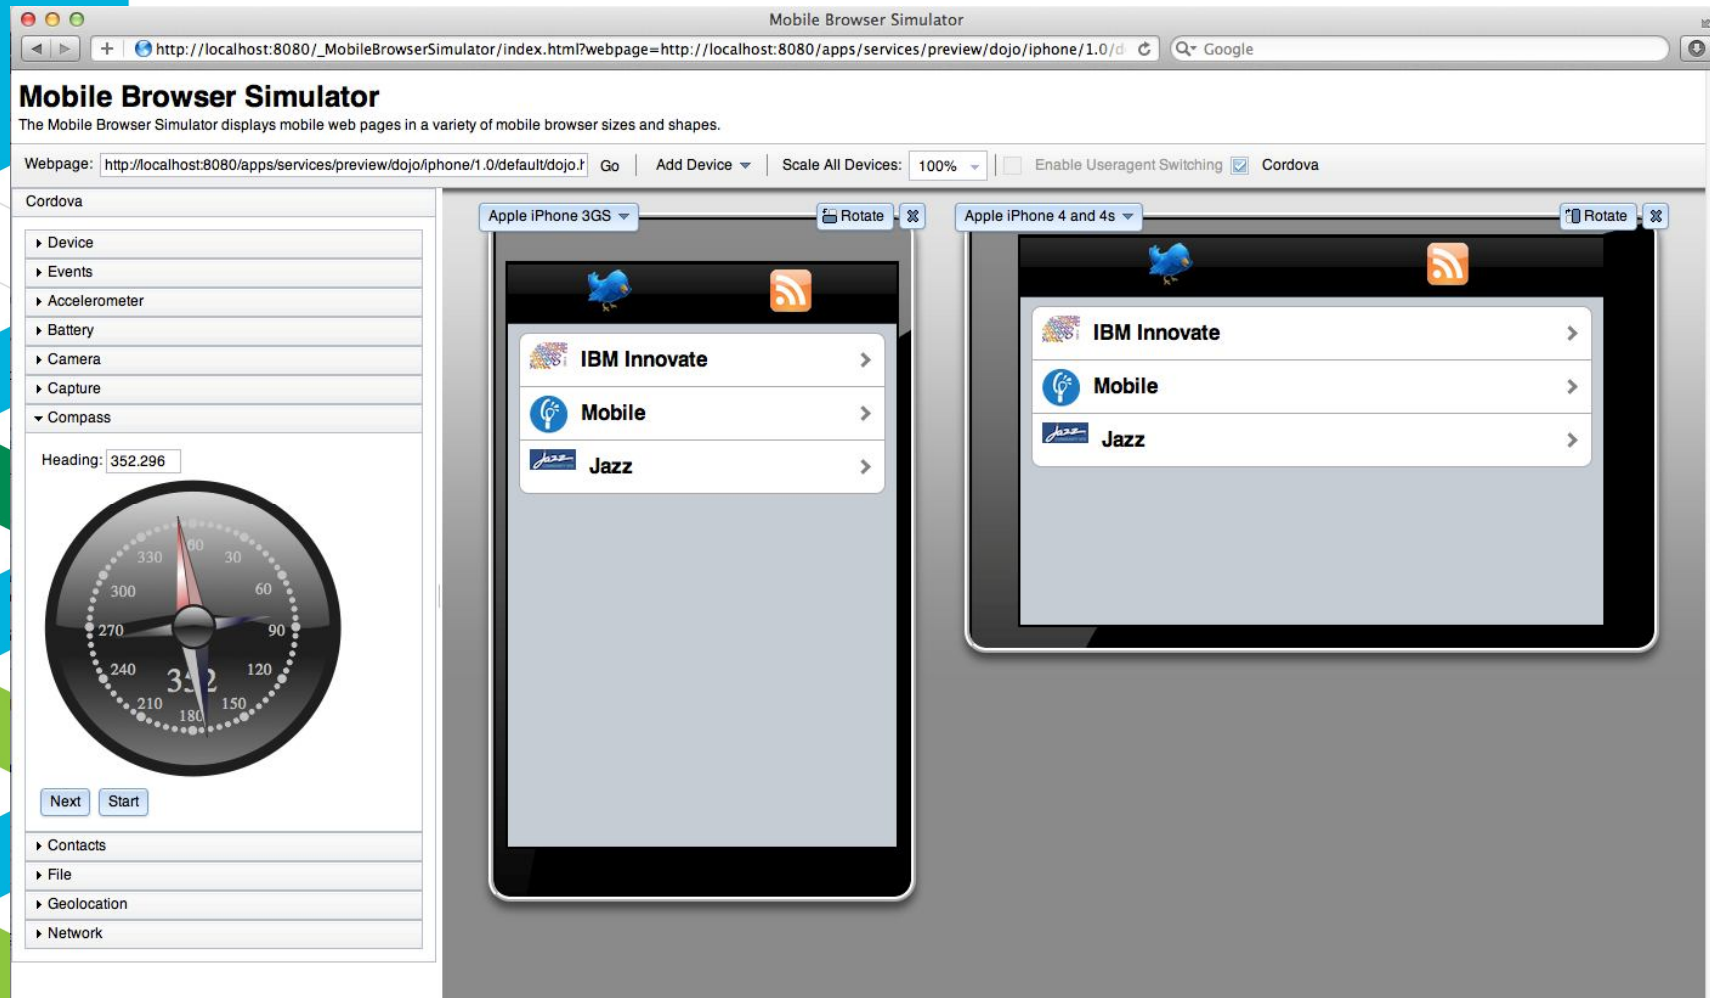 Mobile Browser Simulator
http://localhost:8080/_MobileBrowserSimulator/index.html?webpage=http://localhost:8080/apps/services/preview/dojo/iphone/1.0/d
Google
Mobile Browser Simulator
The Mobile Browser Simulator displays mobile web pages in a variety of mobile browser sizes and shapes.
Webpage: http://localhost:8080/apps/services/preview/dojo/iphone/1.0/default/dojo.h Go Add Device Scale All Devices: 100% Enable Useragent Switching Cordova
Cordova
Device
Events
Accelerometer
Battery
Camera
Capture
Compass
Heading: 352.296
330 60 30
300 60
270 90
240 352 120
210 180 150
Next Start
Contacts
File
Geolocation
Network
Apple iPhone 3GS Rotate
IBM Innovate
Mobile
Jazz
Apple iPhone 4 and 4s Rotate
IBM Innovate
Mobile
Jazz